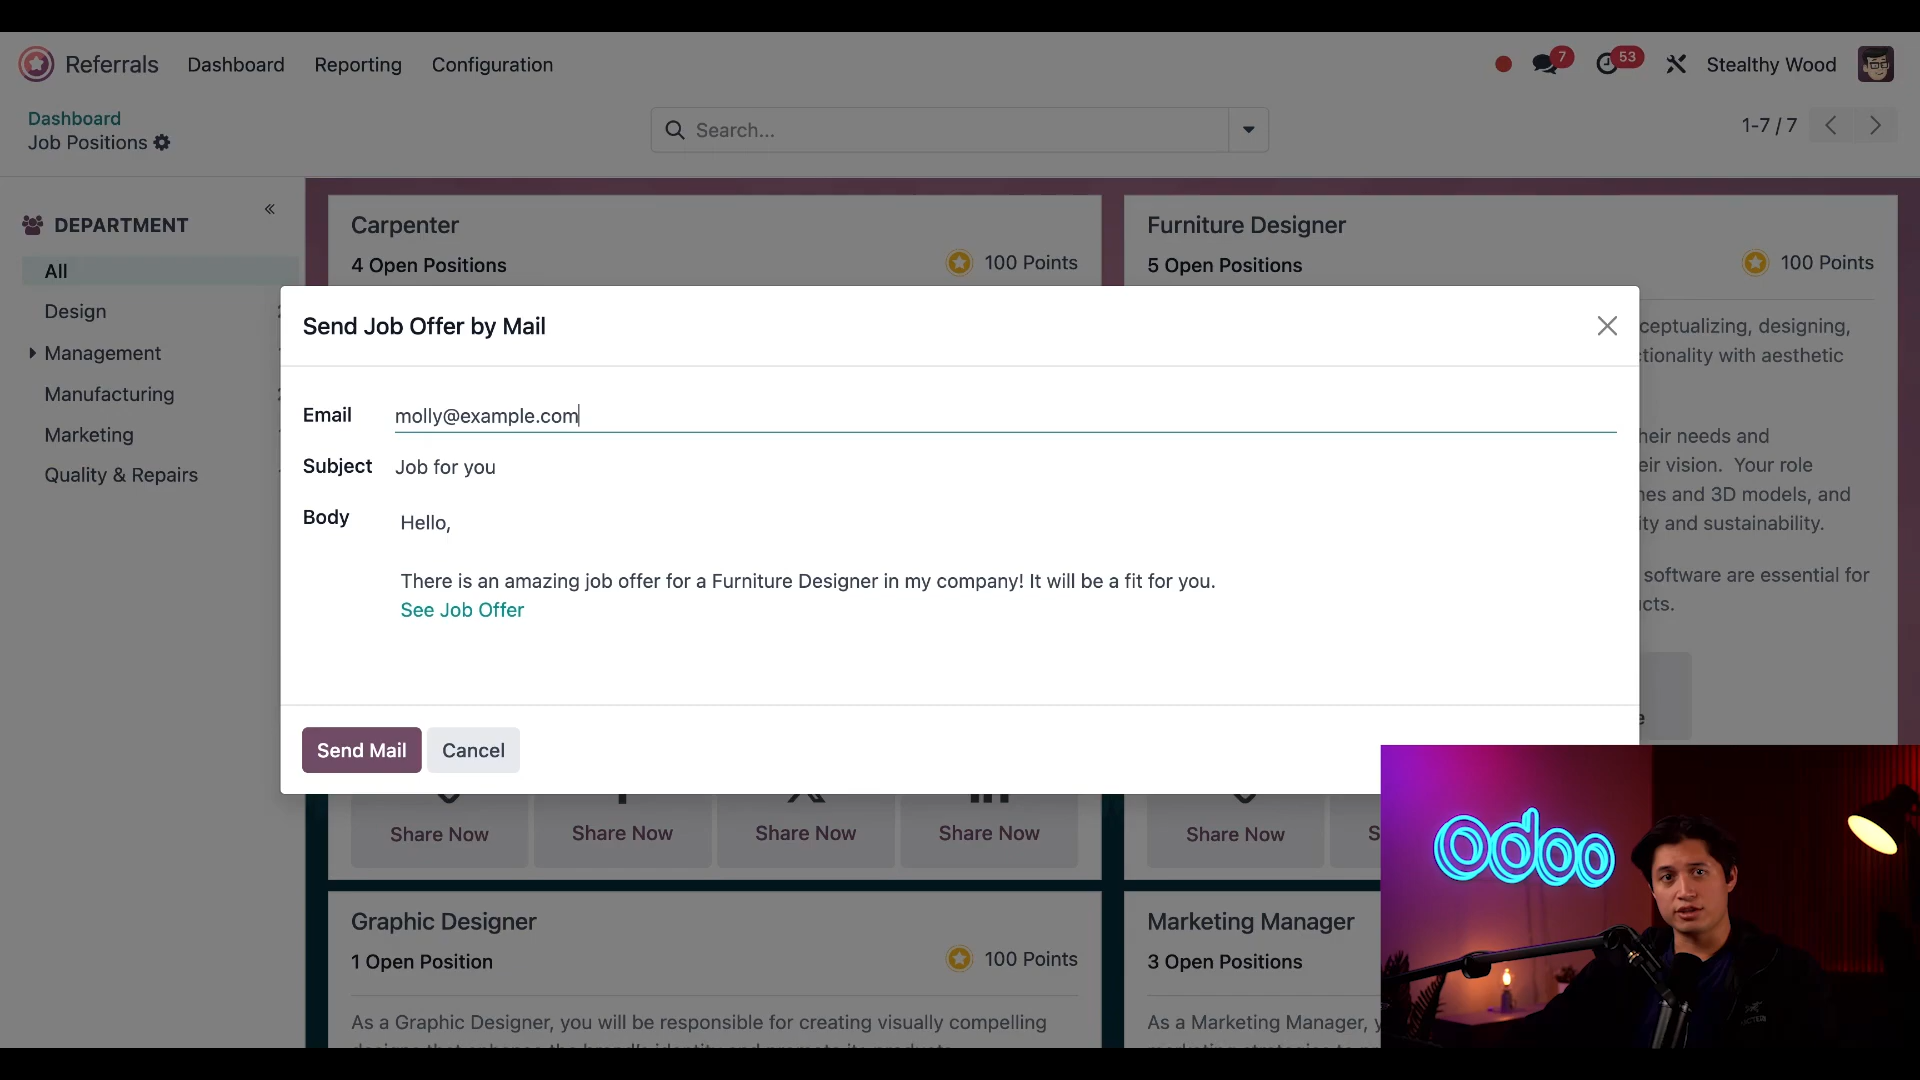 Referrals Dashboard Reporting Configuration
7 53 Stealthy Wood
Dashboard
Job Positions
Search...
1-7 / 7
DEPARTMENT
All
Design
Management
Manufacturing
Marketing
Quality & Repairs
Carpenter
4 Open Positions
100 Points
Furniture Designer
5 Open Positions
100 Points
ceptualizing, designing,
tionality with aesthetic
heir needs and
eir vision. Your role
nes and 3D models, and
ity and sustainability.
software are essential for
cts.
Send Job Offer by Mail
Email molly@example.com
Subject Job for you
Body Hello,
There is an amazing job offer for a Furniture Designer in my company! It will be a fit for you.
See Job Offer
Send Mail Cancel
Share Now Share Now Share Now Share Now
Share Now S
Graphic Designer
1 Open Position
100 Points
As a Graphic Designer, you will be responsible for creating visually compelling
Marketing Manager
3 Open Positions
As a Marketing Manager, y
odoo